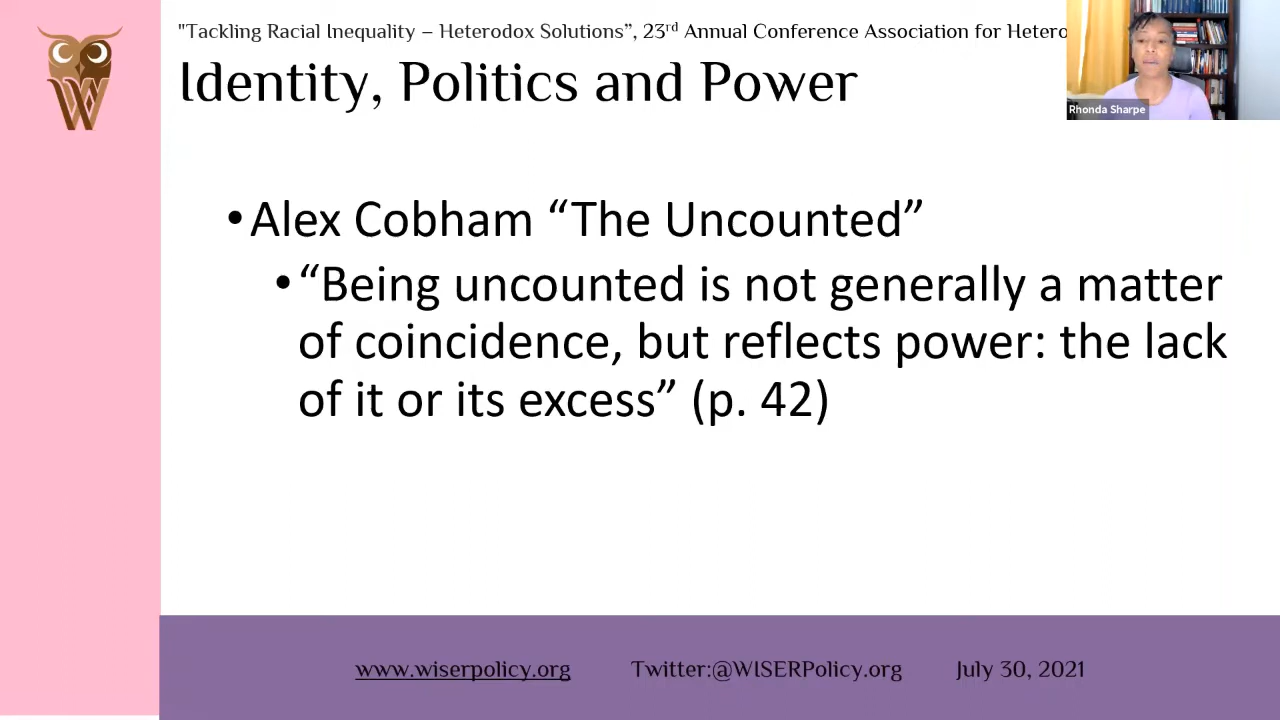 "Tackling Racial Inequality – Heterodox Solutions”, 23rd Annual Conference Association for Hetero
Identity, Politics and Power
Rhonda Sharpe
•Alex Cobham “The Uncounted”
•“Being uncounted is not generally a matter
of coincidence, but reflects power: the lack
of it or its excess” (p. 42)
W
www.wiserpolicy.org Twitter:@WISERPolicy.org July 30, 2021